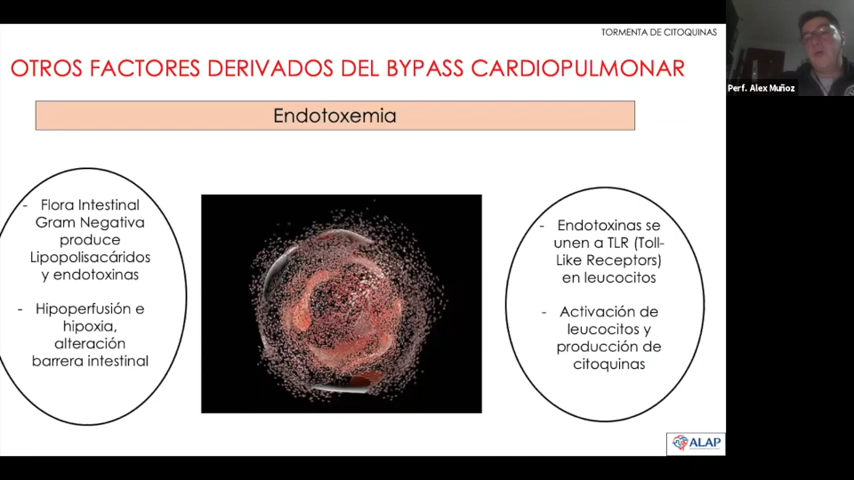 TORMENTA DE CITOQUINAS
OTROS FACTORES DERIVADOS DEL BYPASS CARDIOPULMONAR
Endotoxemia
- Flora Intestinal
Gram Negativa
produce
Lipopolisacáridos
y endotoxinas
- Hipoperfusión e
hipoxia,
alteración
barrera intestinal
- Endotoxinas se
unen a TLR (Toll-
Like Receptors)
en leucocitos
- Activación de
leucocitos y
producción de
citoquinas
ALAP
Perf. Alex Muñoz